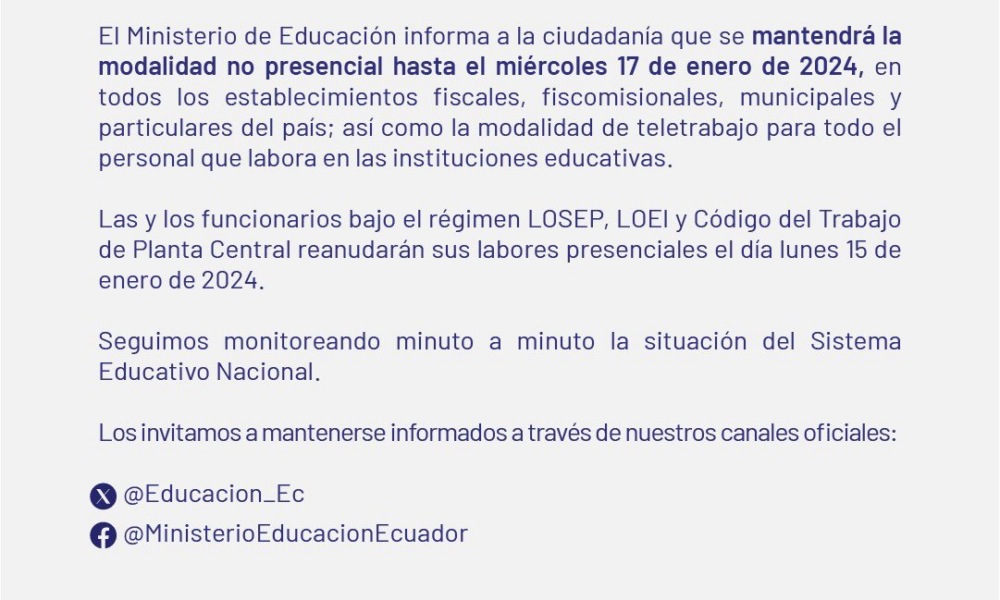 El Ministerio de Educación informa a la ciudadanía que se mantendrá la
modalidad no presencial hasta el miércoles 17 de enero de 2024, en
todos los establecimientos fiscales, fiscomisionales, municipales y
particulares del país; así como la modalidad de teletrabajo para todo el
personal que labora en las instituciones educativas.
Las y los funcionarios bajo el régimen LOSEP, LOEI y Código del Trabajo
de Planta Central reanudarán sus labores presenciales el día lunes 15 de
enero de 2024.
Seguimos monitoreando minuto a minuto la situación del Sistema
Educativo Nacional.
Los invitamos a mantenerse informados a través de nuestros canales oficiales:
@Educacion_Ec
@MinisterioEducacionEcuador